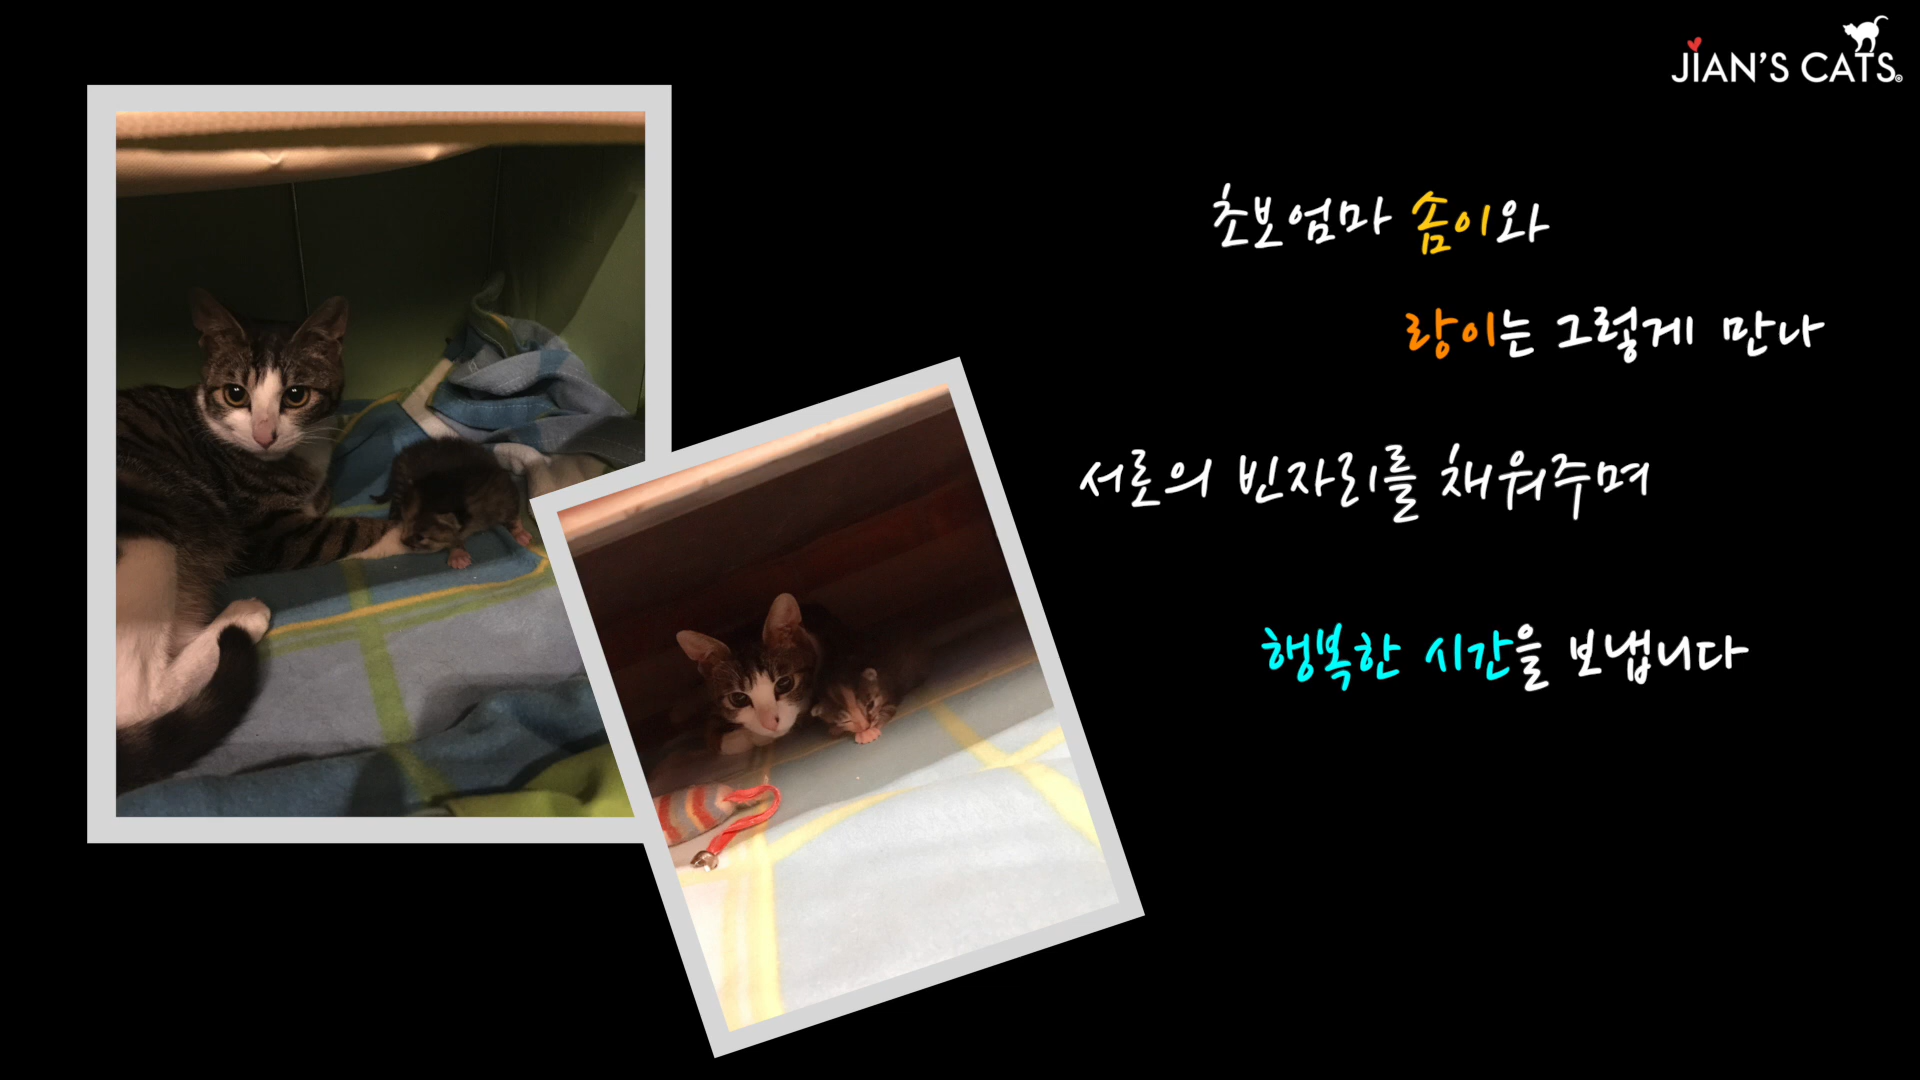 JIAN'S CATS®
초보엄마 솜이와
랑이는 그렇게 만나
서로의 빈자리를 채워주며
행복한 시간을 보냅니다